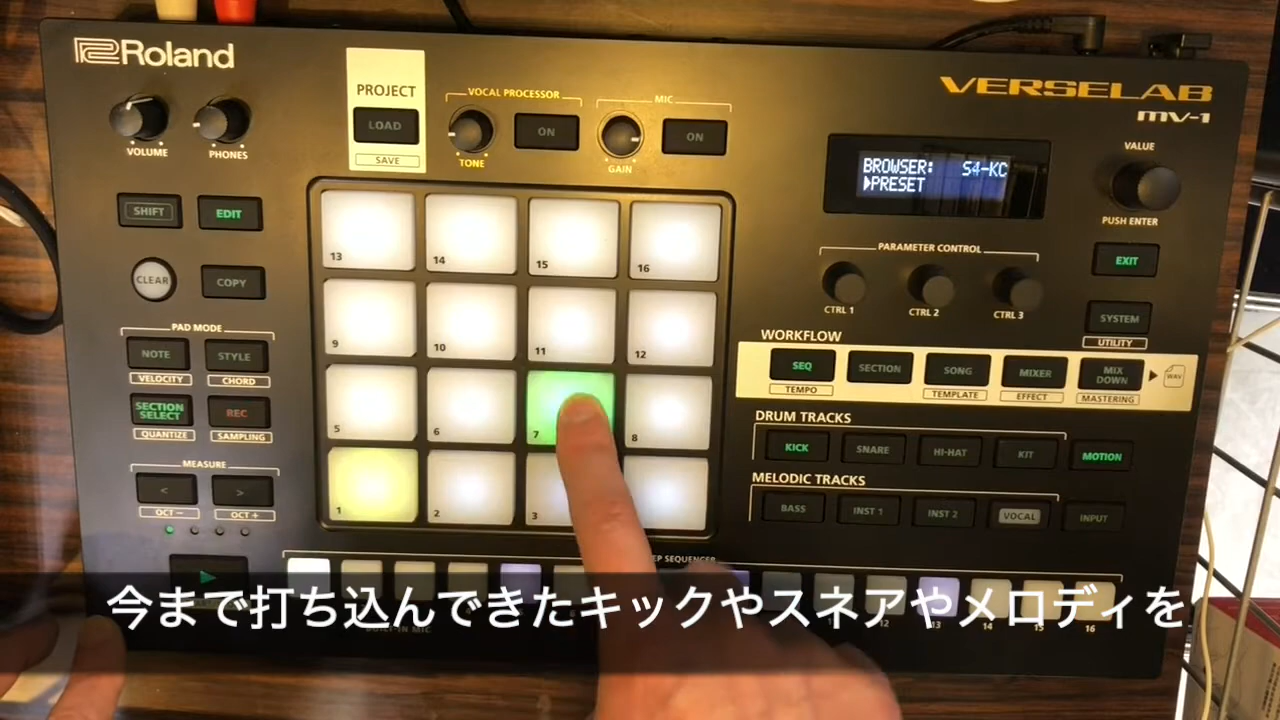 Roland
VERSELAB
MV-1
VOLUME
PHONES
PROJECT
LOAD
SAVE
VOCAL PROCESSOR
TONE
ON
MIC
GAIN
ON
BROWSER: S4-KC
▶PRESET
VALUE
PUSH ENTER
SHIFT
EDIT
CLEAR
COPY
PAD MODE
NOTE
STYLE
VELOCITY
CHORD
SECTION SELECT
REC
QUANTIZE
SAMPLING
MEASURE
<
>
OCT −
OCT +
13
14
15
16
9
10
11
12
5
6
7
8
1
2
3
PARAMETER CONTROL
CTRL 1
CTRL 2
CTRL 3
EXIT
SYSTEM
UTILITY
WORKFLOW
SEQ
SECTION
SONG
MIXER
MIX DOWN
WAV
TEMPO
TEMPLATE
EFFECT
MASTERING
DRUM TRACKS
KICK
SNARE
HI-HAT
KIT
MOTION
MELODIC TRACKS
BASS
INST 1
INST 2
VOCAL
INPUT
SEQUENCER
今まで打ち込んできたキックやスネアやメロディを
14
16